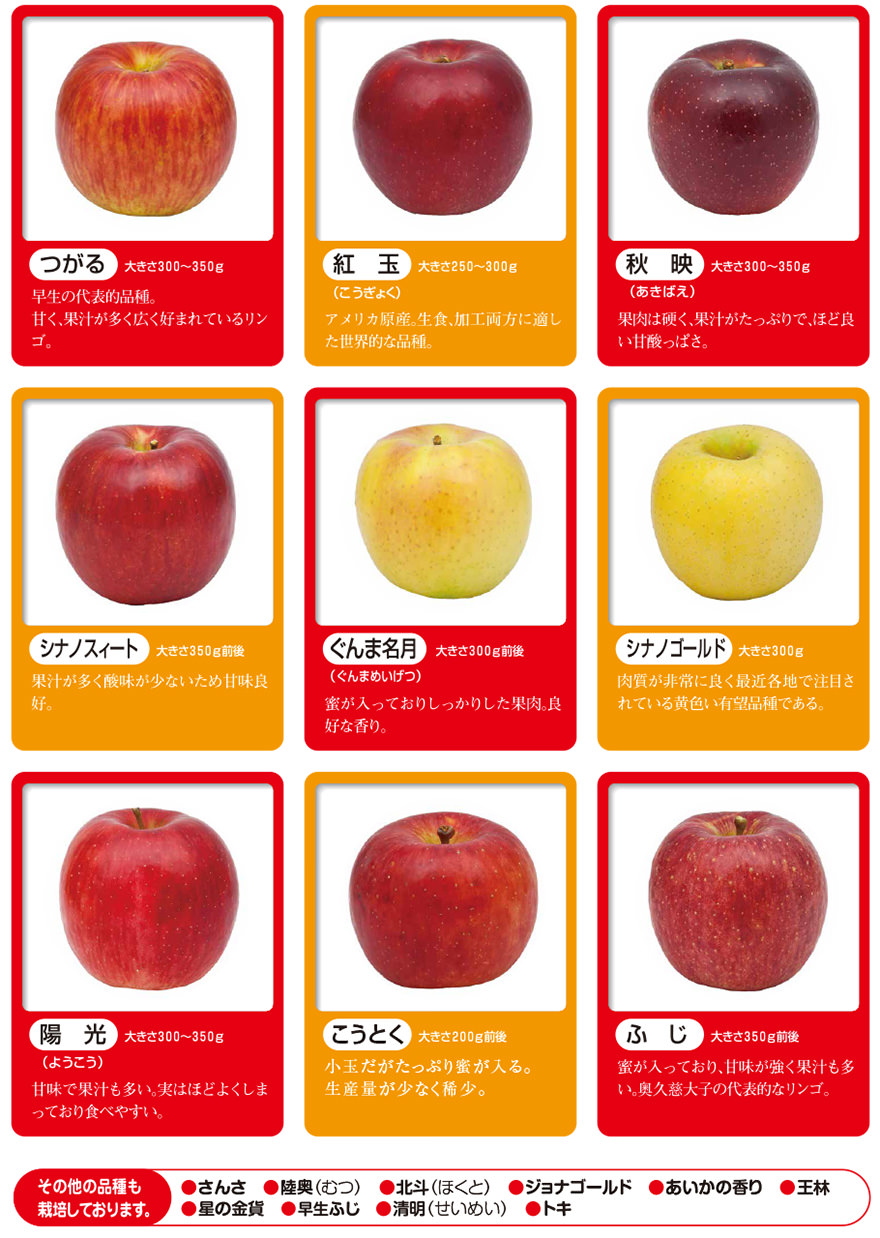 つがる 大きさ300〜350g
早生の代表的品種。
甘く、果汁が多く広く好まれているリン
ゴ。
紅 玉 大きさ250〜300g
（こうぎょく）
アメリカ原産。生食、加工両方に適し
た世界的な品種。
秋 映 大きさ300〜350g
（あきばえ）
果肉は硬く、果汁がたっぷりで、ほど良
い甘酸っぱさ。
シナノスィート 大きさ350g前後
果汁が多く酸味が少ないため甘味良
好。
ぐんま名月 大きさ300g前後
（ぐんまめいげつ）
蜜が入っておりしっかりした果肉。良
好な香り。
シナノゴールド 大きさ300g
肉質が非常に良く最近各地で注目さ
れている黄色い有望品種である。
陽 光 大きさ300〜350g
（ようこう）
甘味で果汁も多い。実はほどよくしま
っており食べやすい。
こうとく 大きさ200g前後
小玉だがたっぷり蜜が入る。
生産量が少なく稀少。
ふ じ 大きさ350g前後
蜜が入っており、甘味が強く果汁も多
い。奥久慈大子の代表的なリンゴ。
その他の品種も
栽培しております。
●さんさ ●陸奥（むつ） ●北斗（ほくと） ●ジョナゴールド ●あいかの香り ●王林
●星の金貨 ●早生ふじ ●清明（せいめい） ●トキ